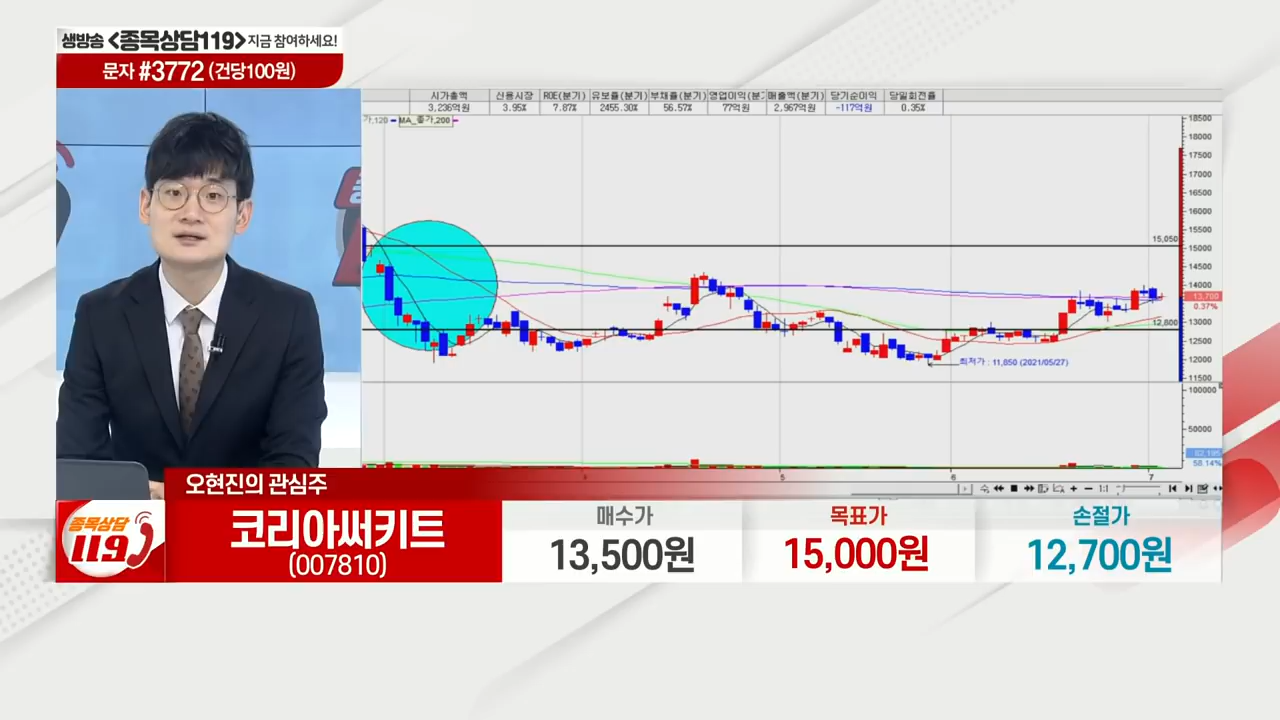 생방송 <종목상담119> 지금 참여하세요!
문자 #3772 (건당100원)
시가총액 신용시장 ROE(분기) 유보율(분기) 부채율(분기) 영업이익(분기 매출액(분기) 당기순이익 당일회전율
3,236억원 3.95% 7.87% 2455.30% 56.57% 77억원 2,967억원 -117억원 0.35%
가,120 MA_종가,200
18500
18000
17500
17000
16500
16000
15500
15,050
15000
14500
14000
13,700
0.37%
13000
12,800
12500
12000
최저가 : 11,850 (2021/05/27)
11500
100000
50000
58.14%
4 5 6 7
1:1
오현진의 관심주
종목상담
119
코리아써키트
(007810)
매수가
13,500원
목표가
15,000원
손절가
12,700원